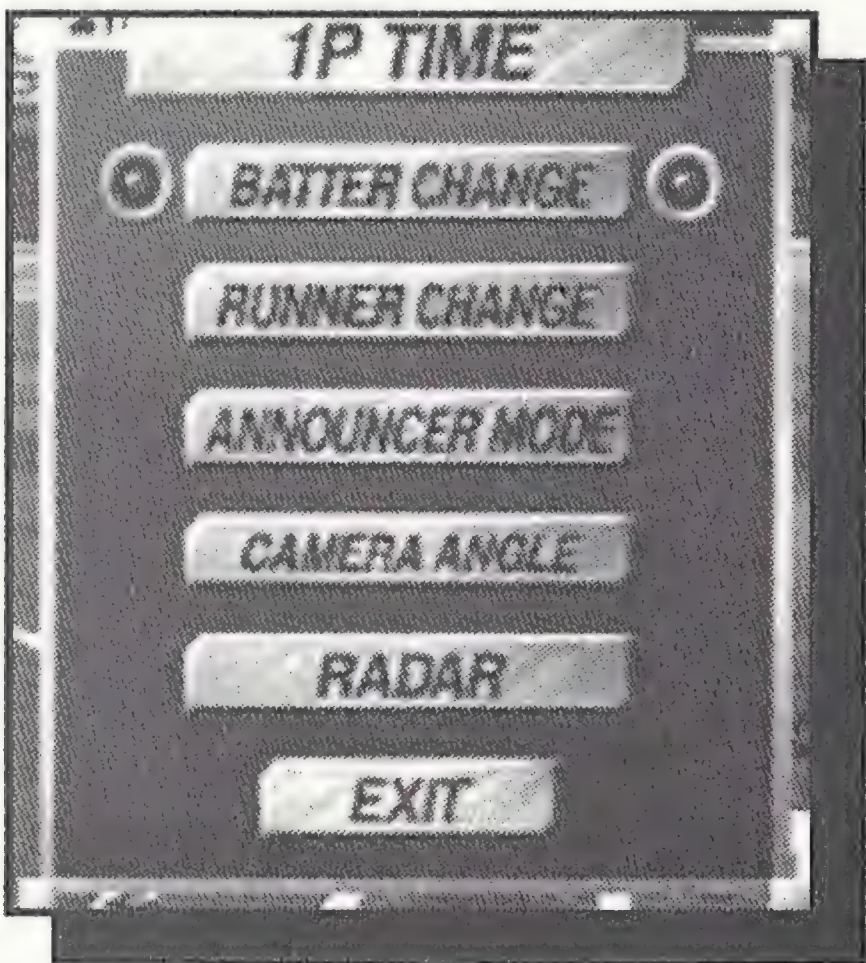 1P TIME
BATTER CHANGE
RUNNER CHANGE
ANNOUNCER MODE
CAMERA ANGLE
RADAR
EXIT